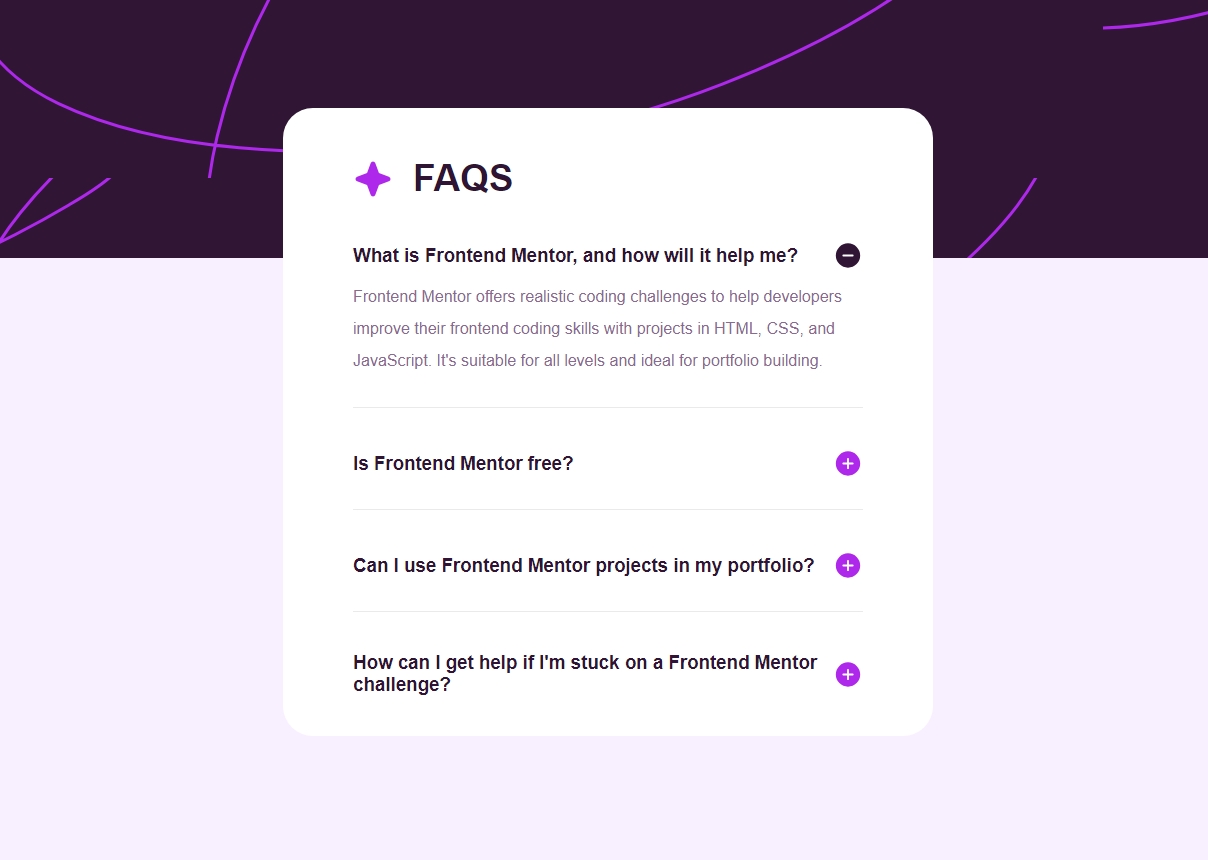 FAQS
What is Frontend Mentor, and how will it help me?
Frontend Mentor offers realistic coding challenges to help developers
improve their frontend coding skills with projects in HTML, CSS, and
JavaScript. It's suitable for all levels and ideal for portfolio building.
Is Frontend Mentor free?
Can I use Frontend Mentor projects in my portfolio?
How can I get help if I'm stuck on a Frontend Mentor
challenge?